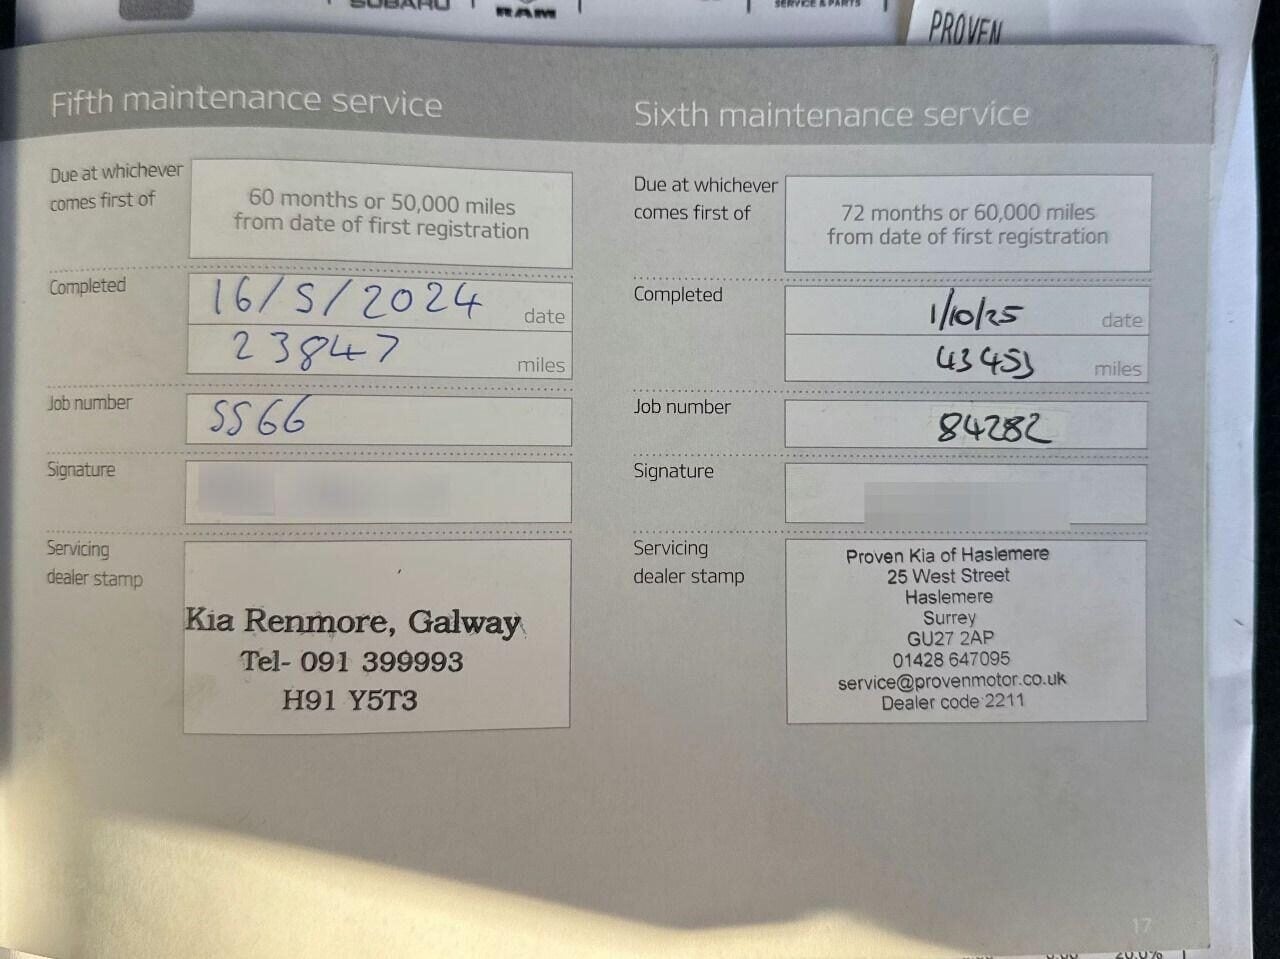 SUBARU
RAM
SERVICE & PARTS
PROVEN
Fifth maintenance service
Due at whichever
comes first of
60 months or 50,000 miles
from date of first registration
Completed
16/5/2024 date
23847 miles
Job number
5566
Signature
Servicing
dealer stamp
Kia Renmore, Galway
Tel- 091 399993
H91 Y5T3
Sixth maintenance service
Due at whichever
comes first of
72 months or 60,000 miles
from date of first registration
Completed
1/10/25 date
43453 miles
Job number
84282
Signature
Servicing
dealer stamp
Proven Kia of Haslemere
25 West Street
Haslemere
Surrey
GU27 2AP
01428 647095
service@provenmotor.co.uk
Dealer code 2211
17
20.0%